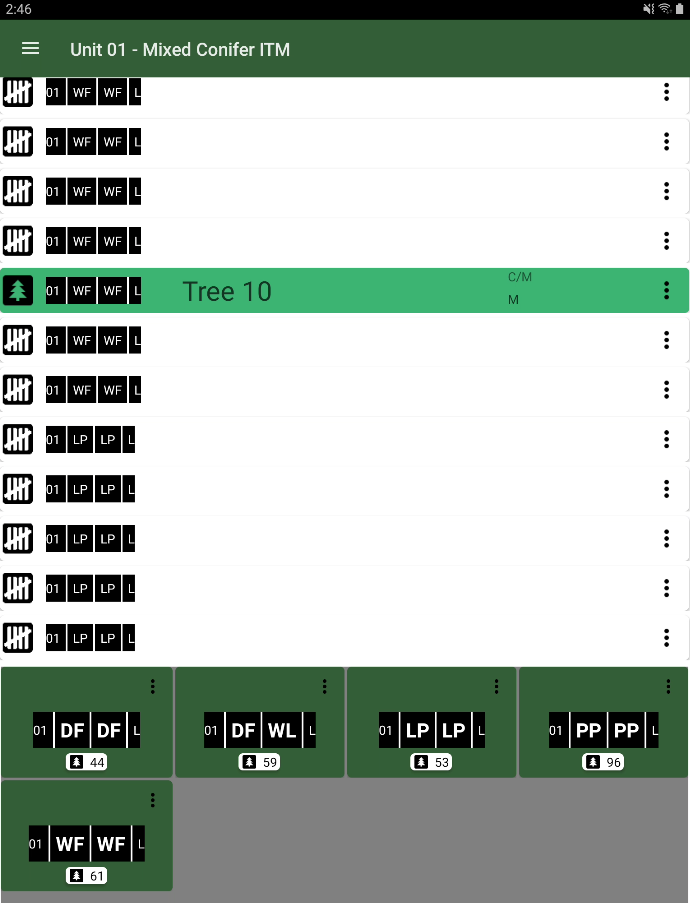 2:46
Unit 01 - Mixed Conifer ITM
01 WF WF L
01 WF WF L
01 WF WF L
01 WF WF L
01 WF WF L Tree 10 C/M
M
01 WF WF L
01 WF WF L
01 LP LP L
01 LP LP L
01 LP LP L
01 LP LP L
01 LP LP L
01 DF DF L
44
01 DF WL L
59
01 LP LP L
53
01 PP PP L
96
01 WF WF L
61